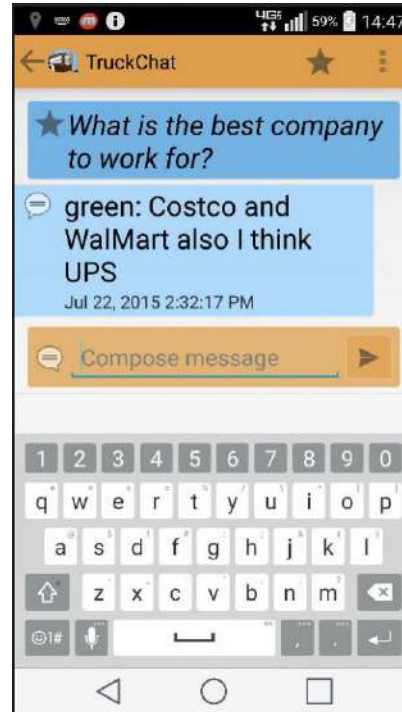 4G 59% 14:47
TruckChat
What is the best company
to work for?
green: Costco and
WalMart also I think
UPS
Jul 22, 2015 2:32:17 PM
Compose message
1 2 3 4 5 6 7 8 9 0
q w e r t y u i o p
a s d f g h j k l
z x c v b n m
1# , .